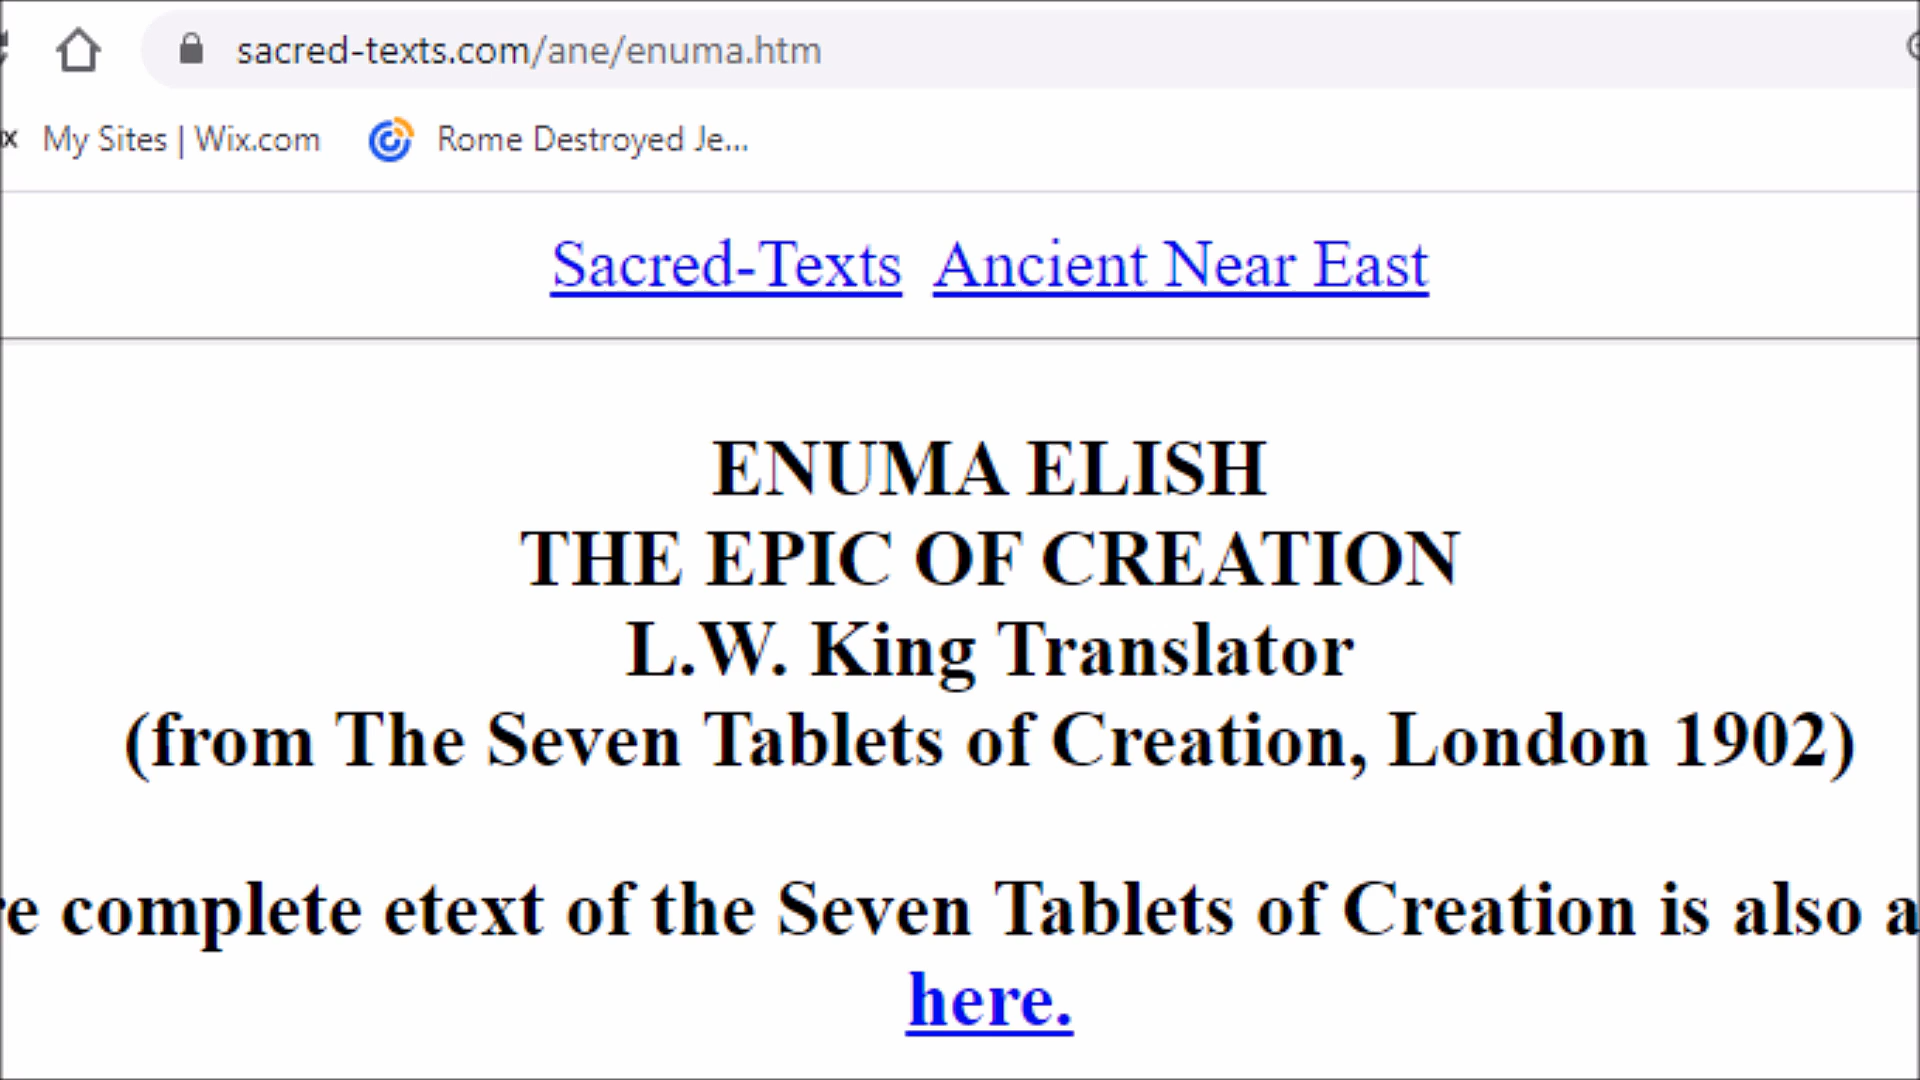 sacred-texts.com/ane/enuma.htm
x My Sites | Wix.com Rome Destroyed Je...
Sacred-Texts Ancient Near East
ENUMA ELISH
THE EPIC OF CREATION
L.W. King Translator
(from The Seven Tablets of Creation, London 1902)
complete etext of the Seven Tablets of Creation is also
here.